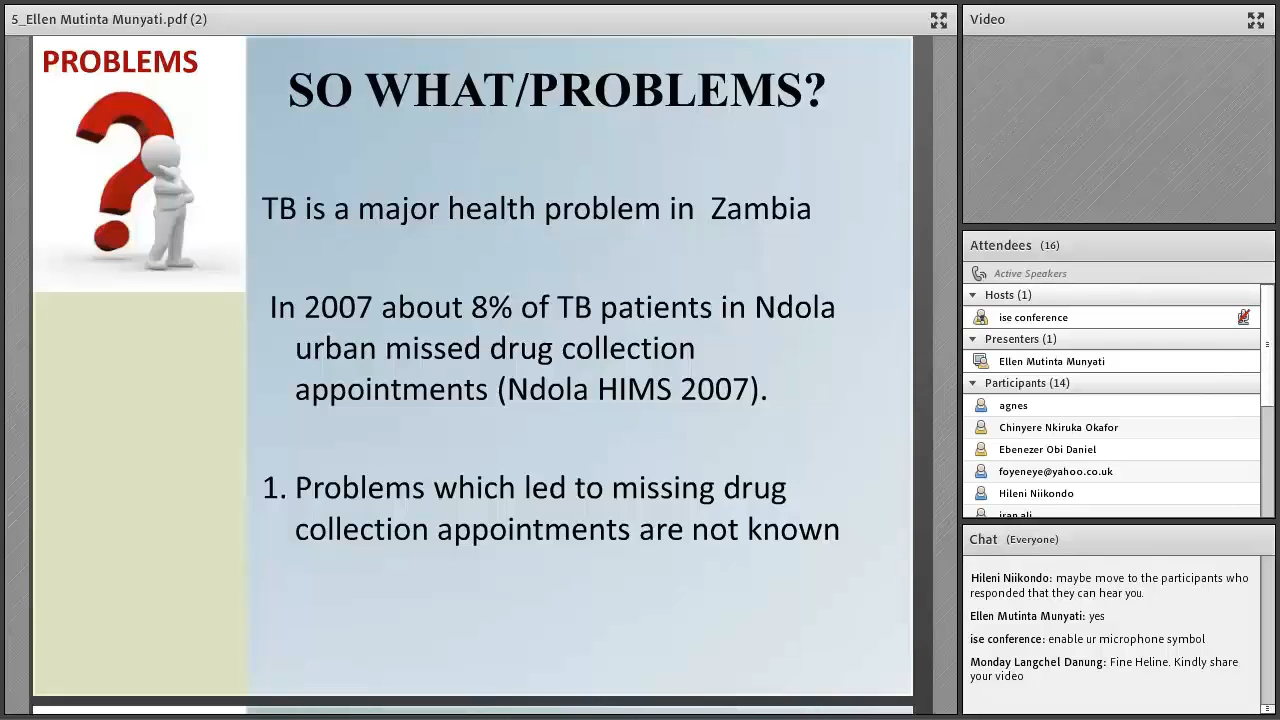 5_Ellen Mutinta Munyati.pdf (2)
PROBLEMS
SO WHAT/PROBLEMS?
TB is a major health problem in Zambia
In 2007 about 8% of TB patients in Ndola
urban missed drug collection
appointments (Ndola HIMS 2007).
1. Problems which led to missing drug
collection appointments are not known
Video
Attendees (16)
Active Speakers
Hosts (1)
ise conference
Presenters (1)
Ellen Mutinta Munyati
Participants (14)
agnes
Chinyere Nkiruka Okafor
Ebenezer Obi Daniel
foyeneye@yahoo.co.uk
Hileni Niikondo
Chat (Everyone)
Hileni Niikondo: maybe move to the participants who
responded that they can hear you.
Ellen Mutinta Munyati: yes
ise conference: enable ur microphone symbol
Monday Langchel Danung: Fine Heline. Kindly share
your video